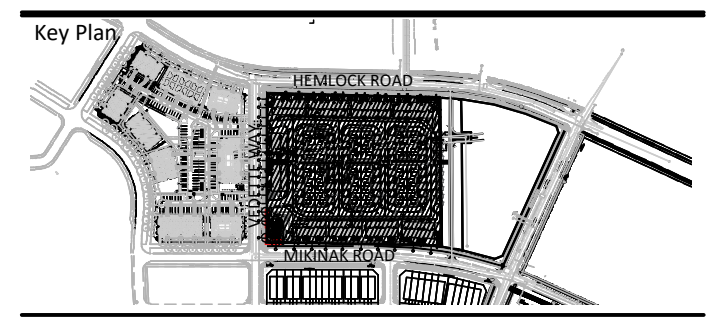 Key Plan
HEMLOCK ROAD
VEDETTE WAY
MIKINAK ROAD